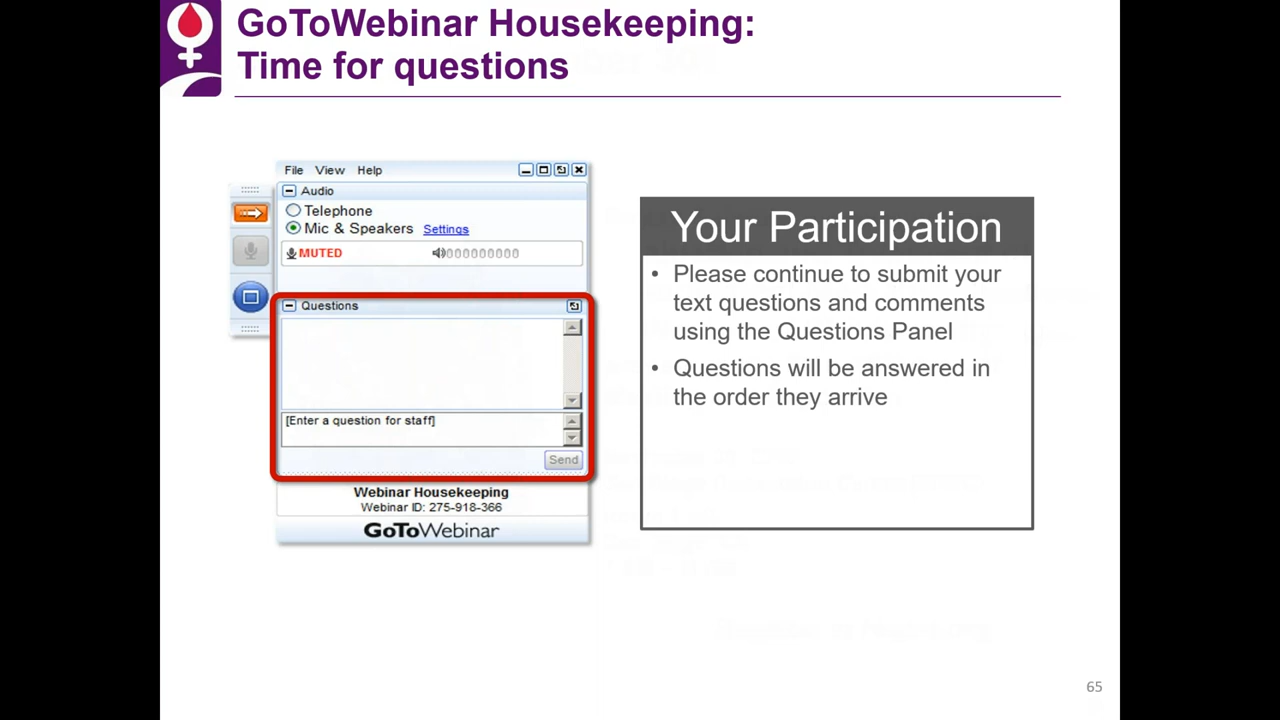 GoToWebinar Housekeeping:
Time for questions
File View Help
Audio
Telephone
Mic & Speakers Settings
MUTED
Questions
[Enter a question for staff]
Send
Webinar Housekeeping
Webinar ID: 275-918-366
GoToWebinar
Your Participation
• Please continue to submit your
text questions and comments
using the Questions Panel
• Questions will be answered in
the order they arrive
65